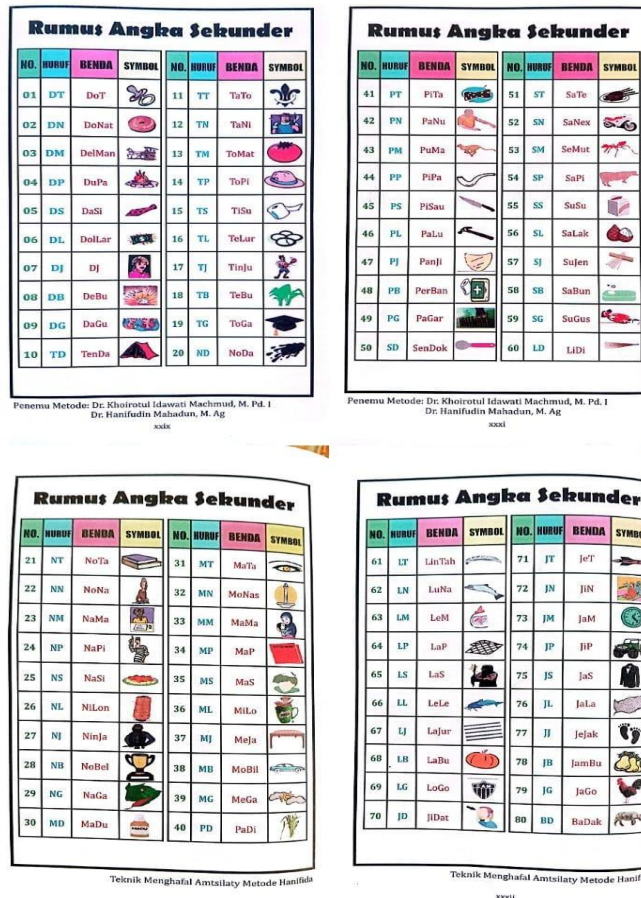 Rumus Angka Sekunder
NO. HURUF BENDA SYMBOL NO. HURUF BENDA SYMBOL
01 DT DoT 11 TT TaTo
02 DN DoNat 12 TN TaNi
03 DM DelMan 13 TM ToMat
04 DP DuPa 14 TP ToPi
05 DS DaSi 15 TS TiSu
06 DL DolLar 16 TL TeLur
07 DJ DJ 17 TJ TinJu
08 DB DeBu 18 TB TeBu
09 DG DaGu 19 TG ToGa
10 TD TenDa 20 ND NoDa
Penemu Metode: Dr. Khoirotul Idawati Machmud, M. Pd. I
Dr. Hanifudin Mahadun, M. Ag
xxix
Rumus Angka Sekunder
NO. HURUF BENDA SYMBOL NO. HURUF BENDA SYMBOL
41 PT PiTa 51 ST SaTe
42 PN PaNu 52 SN SaNex
43 PM PuMa 53 SM SeMut
44 PP PiPa 54 SP SaPi
45 PS PiSau 55 SS SuSu
46 PL PaLu 56 SL SaLak
47 PJ PanJi 57 SJ SuJen
48 PB PerBan 58 SB SaBun
49 PG PaGar 59 SG SuGus
50 SD SenDok 60 LD LiDi
Penemu Metode: Dr. Khoirotul Idawati Machmud, M. Pd. I
Dr. Hanifudin Mahadun, M. Ag
xxxi
Rumus Angka Sekunder
NO. HURUF BENDA SYMBOL NO. HURUF BENDA SYMBOL
21 NT NoTa 31 MT MaTa
22 NN NoNa 32 MN MoNas
23 NM NaMa 33 MM MaMa
24 NP NaPi 34 MP MaP
25 NS NaSi 35 MS MaS
26 NL NiLon 36 ML MiLo
27 NJ NinJa 37 MJ MeJa
28 NB NoBel 38 MB MoBil
29 NG NaGa 39 MG MeGa
30 MD MaDu 40 PD PaDi
Teknik Menghafal Amtsilaty Metode Hanifida
Rumus Angka Sekunder
NO. HURUF BENDA SYMBOL NO. HURUF BENDA SYMBO
61 LT LinTah 71 JT JeT
62 LN LuNa 72 JN JiN
63 LM LeM 73 JM JaM
64 LP LaP 74 JP JiP
65 LS LaS 75 JS JaS
66 LL LeLe 76 JL JaLa
67 LJ LaJur 77 JJ JeJak
68 LB LaBu 78 JB JamBu
69 LG LoGo 79 JG JaGo
70 JD JiDat 80 BD BaDak
Teknik Menghafal Amtsilaty Metode Hanif
xxxii